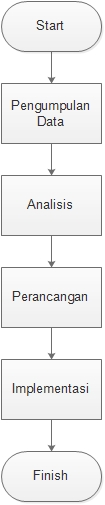 Start
Pengumpulan
Data
Analisis
Perancangan
Implementasi
Finish